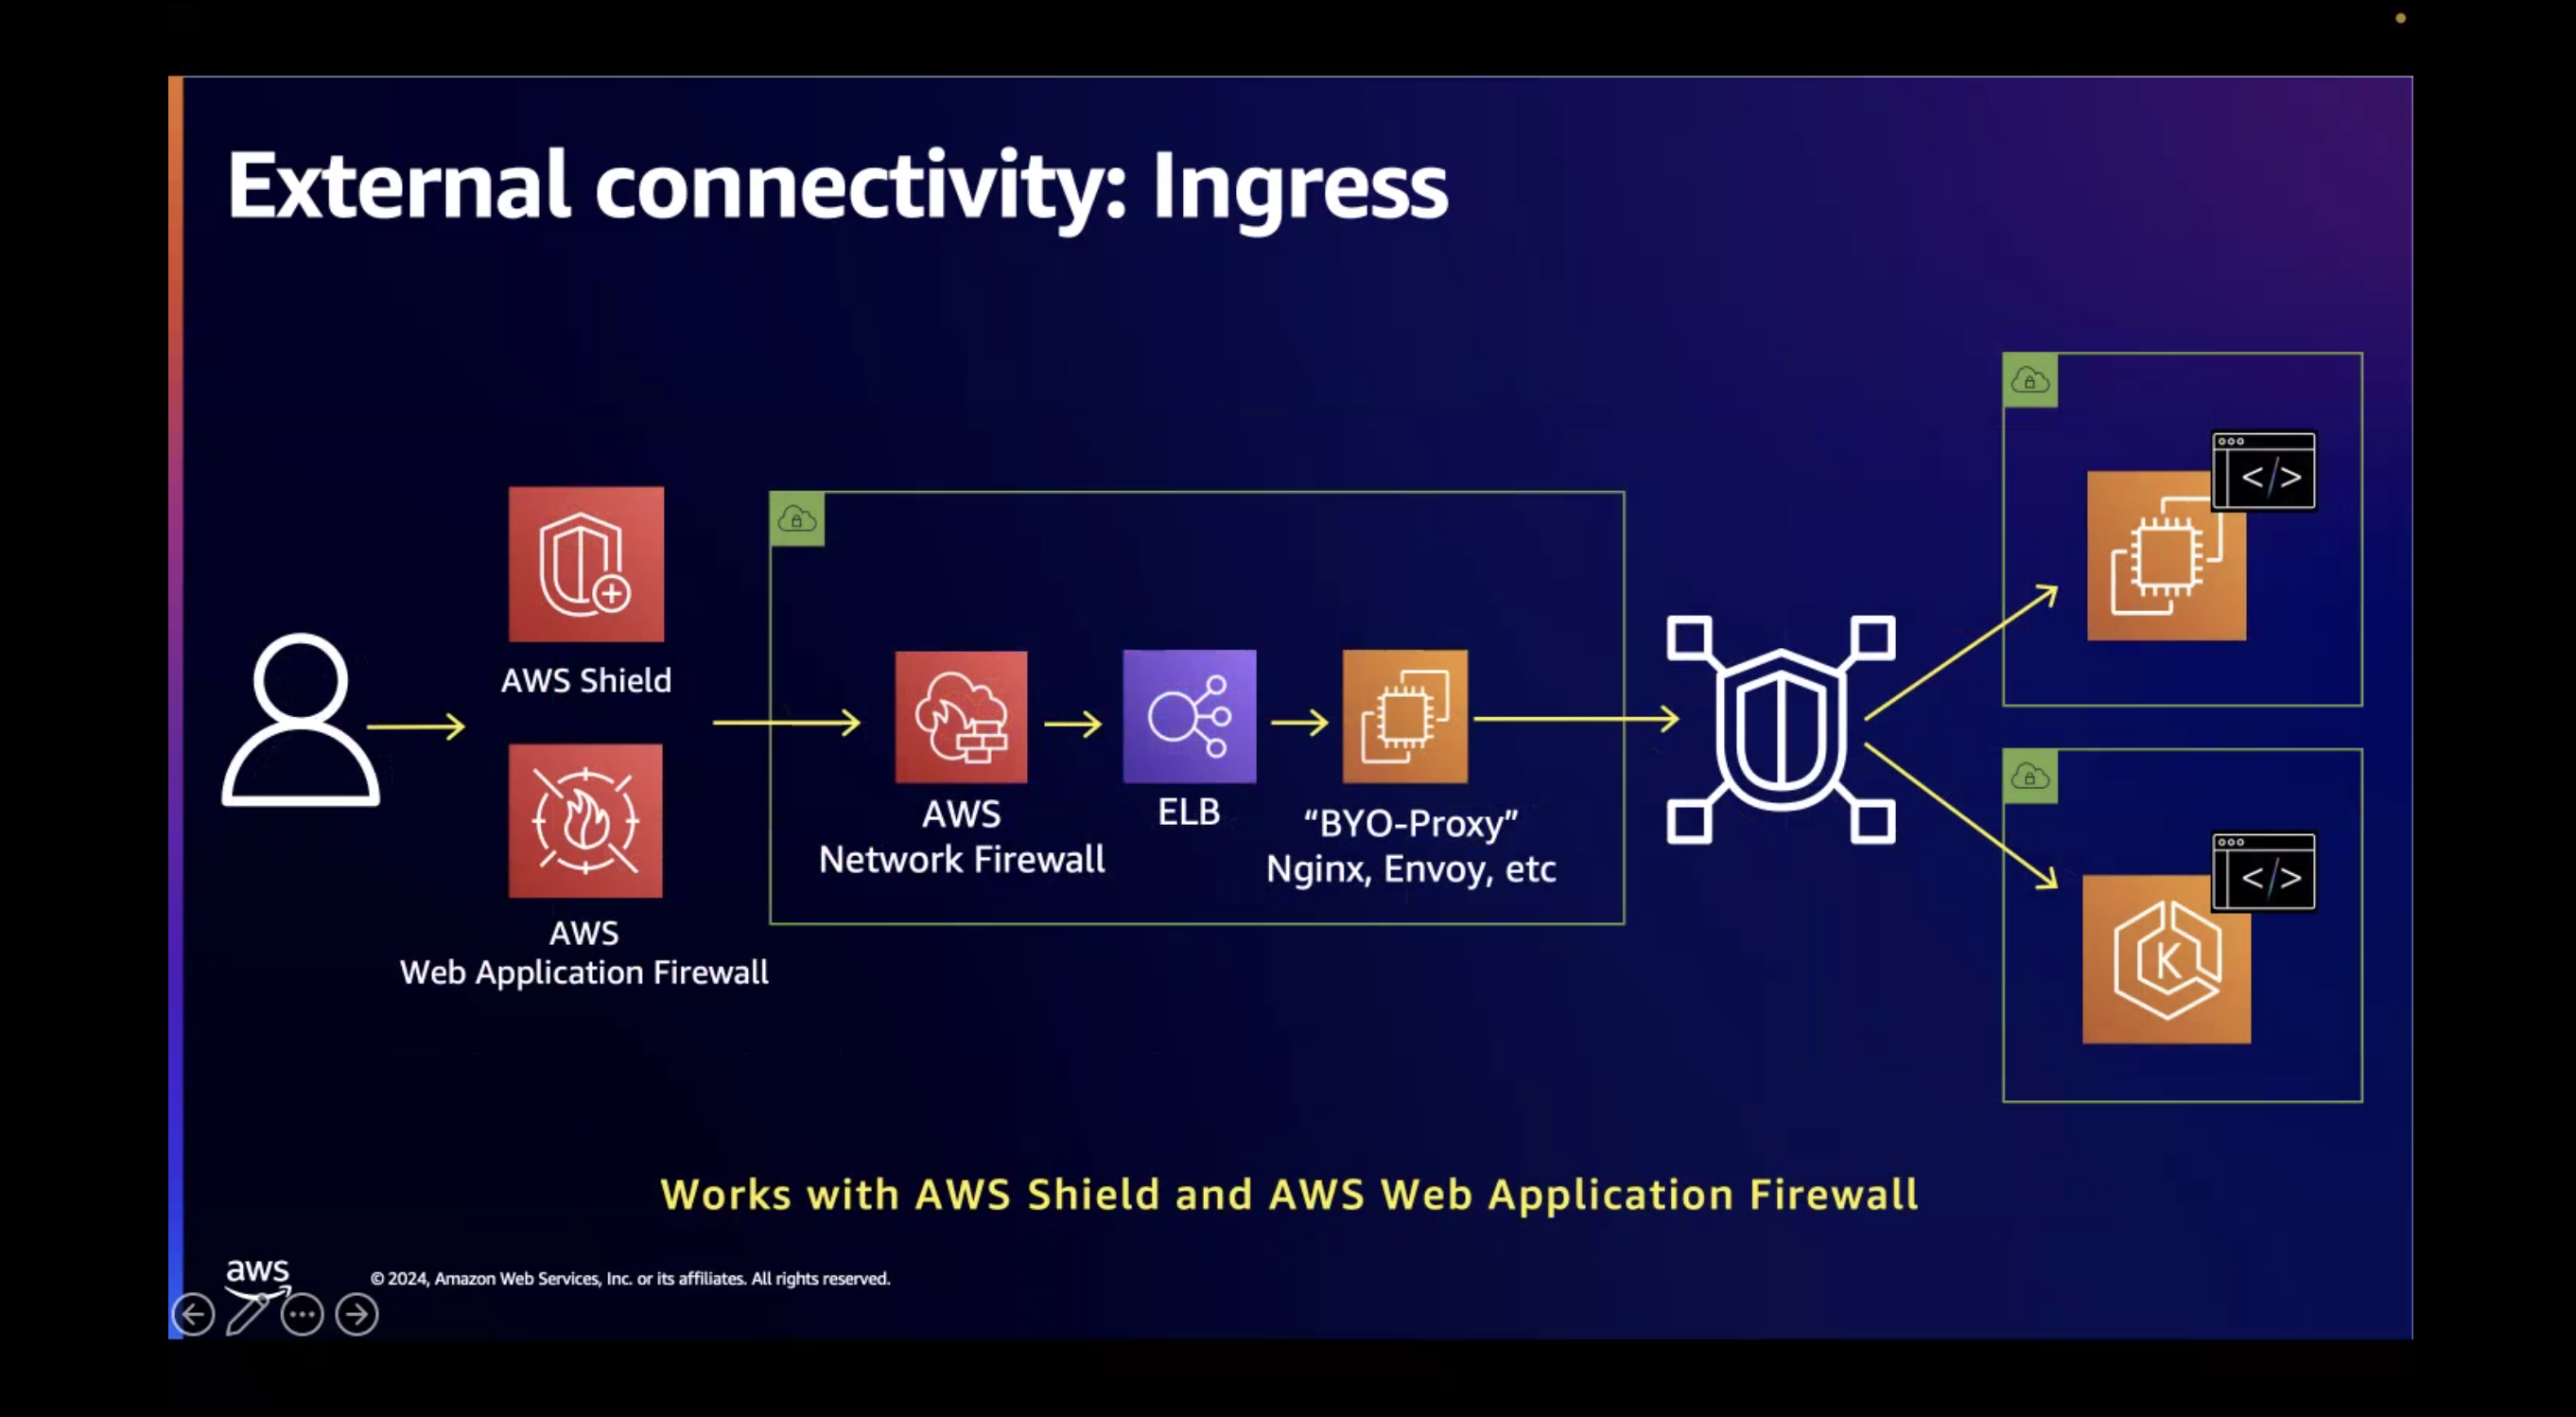 External connectivity: Ingress
AWS Shield
AWS
Web Application Firewall
AWS
Network Firewall
ELB
“BYO-Proxy”
Nginx, Envoy, etc
</>
</>
K
Works with AWS Shield and AWS Web Application Firewall
aws
© 2024, Amazon Web Services, Inc. or its affiliates. All rights reserved.